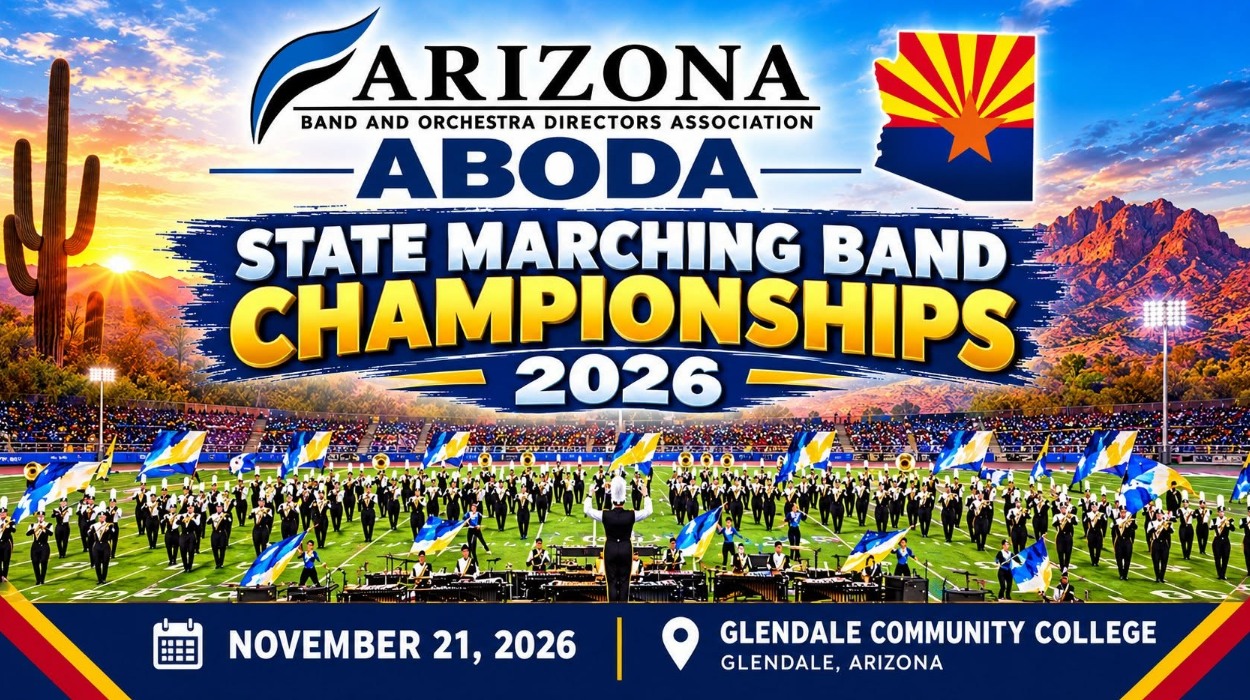 ARIZONA
BAND AND ORCHESTRA DIRECTORS ASSOCIATION
ABODA
STATE MARCHING BAND
CHAMPIONSHIPS
2026
NOVEMBER 21, 2026
GLENDALE COMMUNITY COLLEGE
GLENDALE, ARIZONA